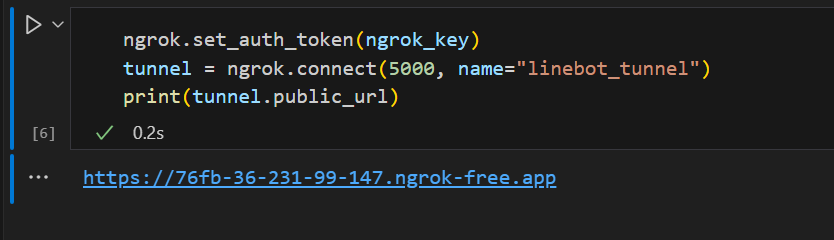 ngrok.set_auth_token(ngrok_key)
tunnel = ngrok.connect(5000, name="linebot_tunnel")
print(tunnel.public_url)
[6]
0.2s
https://76fb-36-231-99-147.ngrok-free.app